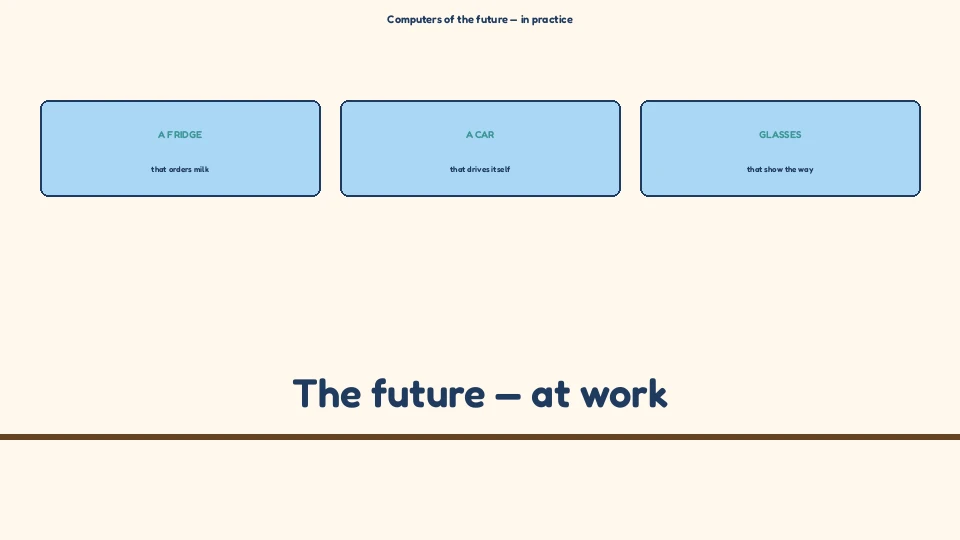 Computers of the future — in practice
A FRIDGE
that orders milk
A CAR
that drives itself
GLASSES
that show the way
The future — at work